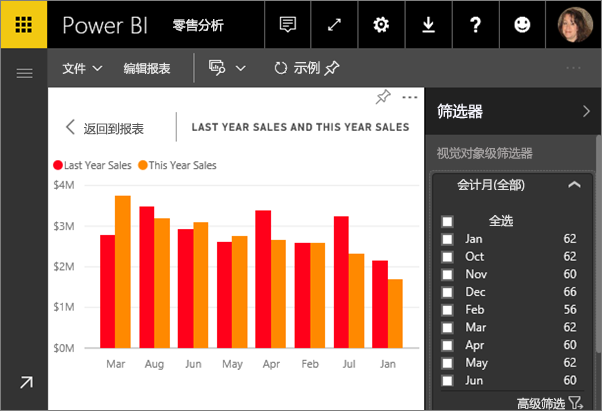 Power BI 零售分析
文件 编辑报表 示例
返回到报表 LAST YEAR SALES AND THIS YEAR SALES
Last Year Sales This Year Sales
$4M
$3M
$2M
$1M
$0M
Mar Aug Jun May Apr Feb Jul Jan
筛选器
视觉对象级筛选器
会计月(全部)
全选
Jan 62
Oct 62
Nov 60
Dec 66
Feb 56
Mar 62
Apr 60
May 62
Jun 60
高级筛选